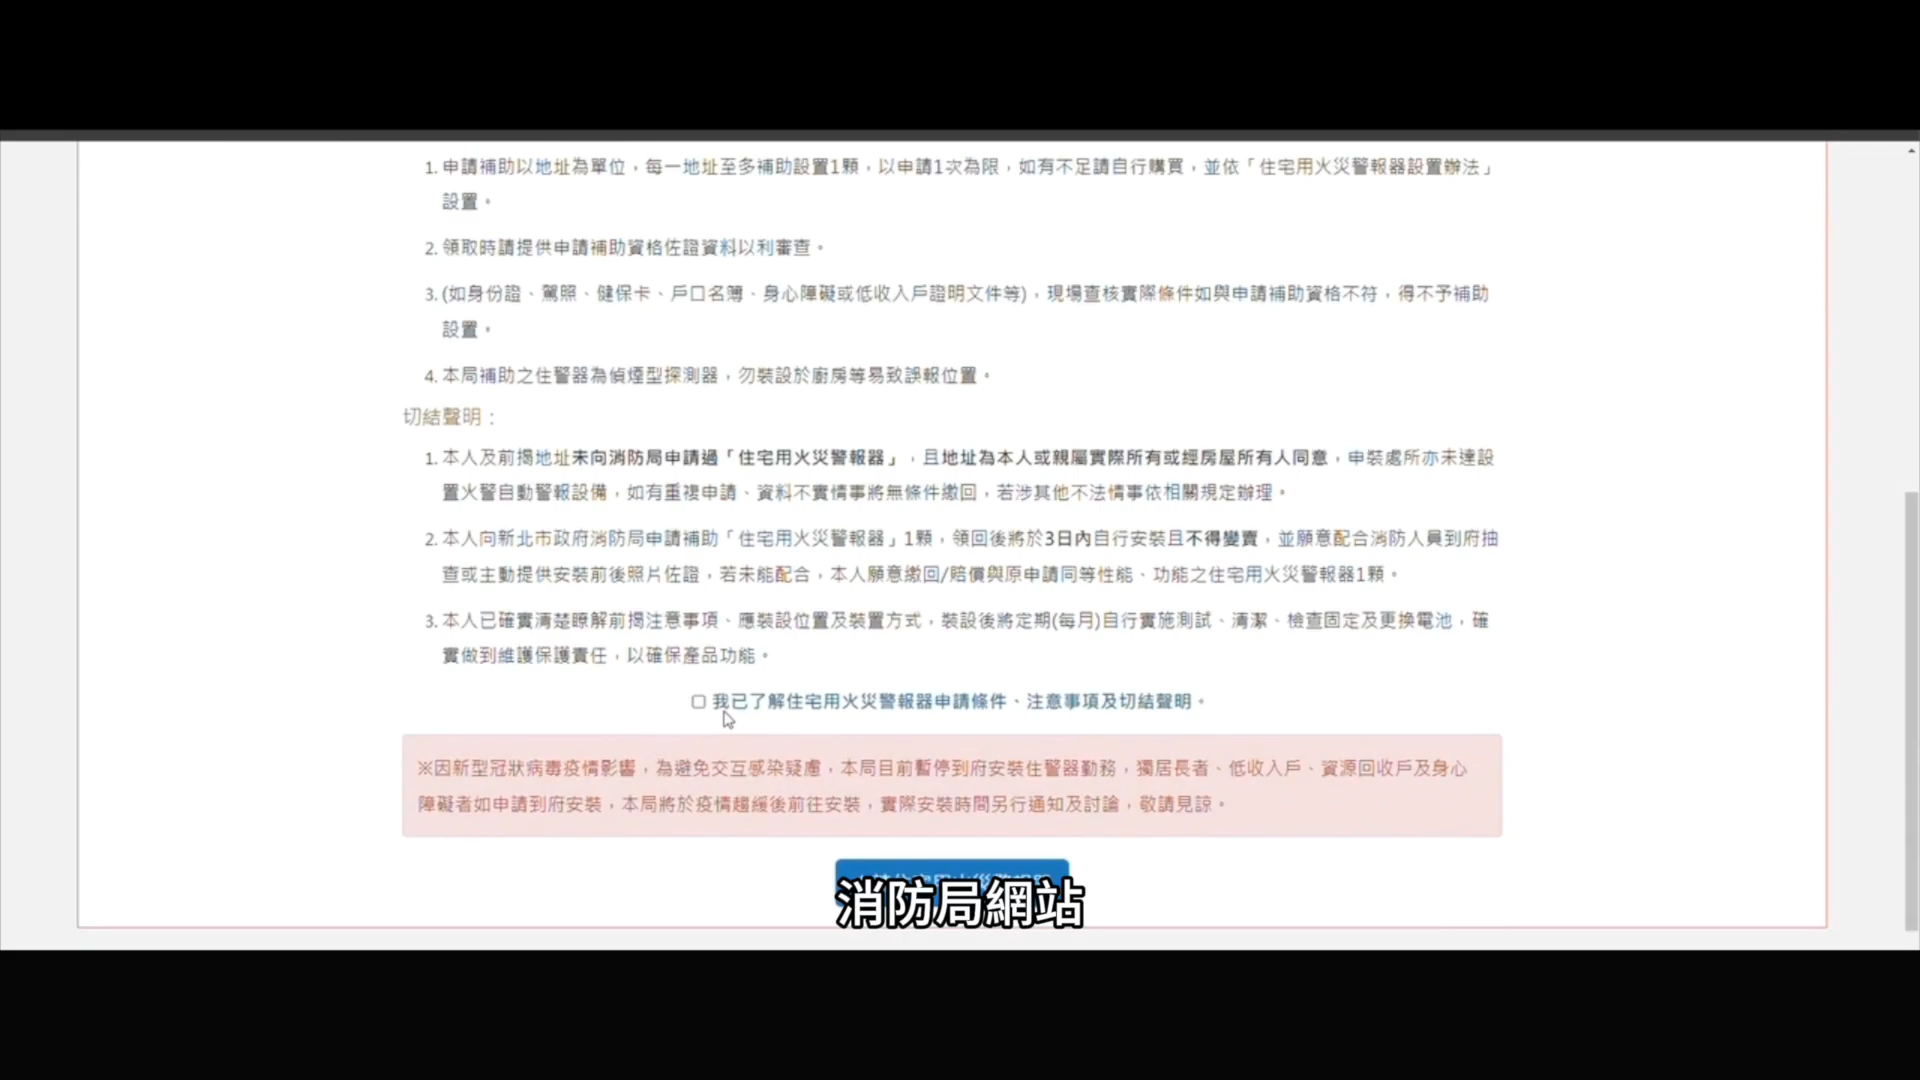 1. 申請補助以地址為單位，每一地址至多補助設置1顆，以申請1次為限，如有不足請自行購買，並依「住宅用火災警報器設置辦法」
設置。
2. 領取時請提供申請補助資格佐證資料以利審查。
3. (如身份證、駕照、健保卡、戶口名簿、身心障礙或低收入戶證明文件等)，現場查核實際條件如與申請補助資格不符，得不予補助
設置。
4. 本局補助之住警器為偵煙型探測器，勿裝設於廚房等易致誤報位置。
切結聲明：
1. 本人及前揭地址未向消防局申請過「住宅用火災警報器」，且地址為本人或親屬實際所有或經房屋所有人同意，申裝處所亦未達設
置火警自動警報設備，如有重複申請、資料不實情事將無條件繳回，若涉其他不法情事依相關規定辦理。
2. 本人向新北市政府消防局申請補助「住宅用火災警報器」1顆，領回後將於3日內自行安裝且不得變賣，並願意配合消防人員到府抽
查或主動提供安裝前後照片佐證，若未能配合，本人願意繳回/賠償與原申請同等性能、功能之住宅用火災警報器1顆。
3. 本人已確實清楚瞭解前揭注意事項、應裝設位置及裝置方式，裝設後將定期(每月)自行實施測試、清潔、檢查固定及更換電池，確
實做到維護保護責任，以確保產品功能。
我已了解住宅用火災警報器申請條件、注意事項及切結聲明。
※因新型冠狀病毒疫情影響，為避免交互感染疑慮，本局目前暫停到府安裝住警器勤務，獨居長者、低收入戶、資源回收戶及身心
障礙者如申請到府安裝，本局將於疫情趨緩後前往安裝，實際安裝時間另行通知及討論，敬請見諒。
消防局網站